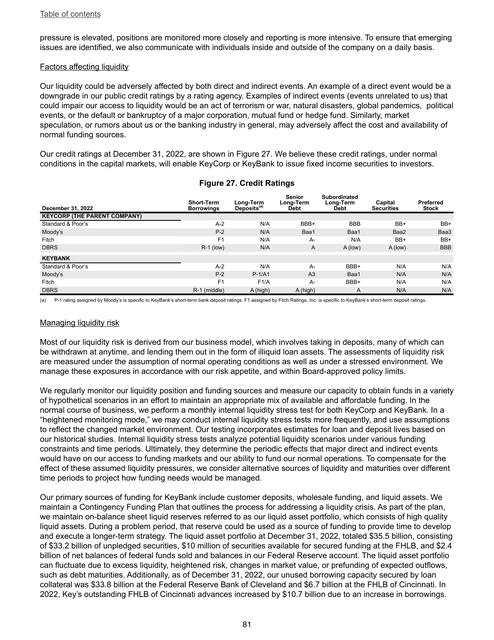 Table of contents
pressure is elevated, positions are monitored more closely and reporting is more intensive. To ensure that emerging
issues are identified, we also communicate with individuals inside and outside of the company on a daily basis.
Factors affecting liquidity
Our liquidity could be adversely affected by both direct and indirect events. An example of a direct event would be a
downgrade in our public credit ratings by a rating agency. Examples of indirect events (events unrelated to us) that
could impair our access to liquidity would be an act of terrorism or war, natural disasters, global pandemics, political
events, or the default or bankruptcy of a major corporation, mutual fund or hedge fund. Similarly, market
speculation, or rumors about us or the banking industry in general, may adversely affect the cost and availability of
normal funding sources.
Our credit ratings at December 31, 2022, are shown in Figure 27. We believe these credit ratings, under normal
conditions in the capital markets, will enable KeyCorp or KeyBank to issue fixed income securities to investors.
Figure 27. Credit Ratings
December 31, 2022 Short-Term Borrowings Long-Term Deposits(a) Senior Long-Term Debt Subordinated Long-Term Debt Capital Securities Preferred Stock
KEYCORP (THE PARENT COMPANY)
Standard & Poor's A-2 N/A BBB+ BBB BB+ BB+
Moody's P-2 N/A Baa1 Baa1 Baa2 Baa3
Fitch F1 N/A A- N/A BB+ BB+
DBRS R-1 (low) N/A A A (low) A (low) BBB
KEYBANK
Standard & Poor's A-2 N/A A- BBB+ N/A N/A
Moody's P-2 P-1/A1 A3 Baa1 N/A N/A
Fitch F1 F1/A A- BBB+ N/A N/A
DBRS R-1 (middle) A (high) A (high) A N/A N/A
(a) P-1 rating assigned by Moody's is specific to KeyBank's short-term bank deposit ratings. F1 assigned by Fitch Ratings, Inc. is specific to KeyBank's short-term deposit ratings.
Managing liquidity risk
Most of our liquidity risk is derived from our business model, which involves taking in deposits, many of which can
be withdrawn at anytime, and lending them out in the form of illiquid loan assets. The assessments of liquidity risk
are measured under the assumption of normal operating conditions as well as under a stressed environment. We
manage these exposures in accordance with our risk appetite, and within Board-approved policy limits.
We regularly monitor our liquidity position and funding sources and measure our capacity to obtain funds in a variety
of hypothetical scenarios in an effort to maintain an appropriate mix of available and affordable funding. In the
normal course of business, we perform a monthly internal liquidity stress test for both KeyCorp and KeyBank. In a
"heightened monitoring mode," we may conduct internal liquidity stress tests more frequently, and use assumptions
to reflect the changed market environment. Our testing incorporates estimates for loan and deposit lives based on
our historical studies. Internal liquidity stress tests analyze potential liquidity scenarios under various funding
constraints and time periods. Ultimately, they determine the periodic effects that major direct and indirect events
would have on our access to funding markets and our ability to fund our normal operations. To compensate for the
effect of these assumed liquidity pressures, we consider alternative sources of liquidity and maturities over different
time periods to project how funding needs would be managed.
Our primary sources of funding for KeyBank include customer deposits, wholesale funding, and liquid assets. We
maintain a Contingency Funding Plan that outlines the process for addressing a liquidity crisis. As part of the plan,
we maintain on-balance sheet liquid reserves referred to as our liquid asset portfolio, which consists of high quality
liquid assets. During a problem period, that reserve could be used as a source of funding to provide time to develop
and execute a longer-term strategy. The liquid asset portfolio at December 31, 2022, totaled $35.5 billion, consisting
of $33.2 billion of unpledged securities, $10 million of securities available for secured funding at the FHLB, and $2.4
billion of net balances of federal funds sold and balances in our Federal Reserve account. The liquid asset portfolio
can fluctuate due to excess liquidity, heightened risk, changes in market value, or prefunding of expected outflows,
such as debt maturities. Additionally, as of December 31, 2022, our unused borrowing capacity secured by loan
collateral was $33.8 billion at the Federal Reserve Bank of Cleveland and $6.7 billion at the FHLB of Cincinnati. In
2022, Key's outstanding FHLB of Cincinnati advances increased by $10.7 billion due to an increase in borrowings.
81